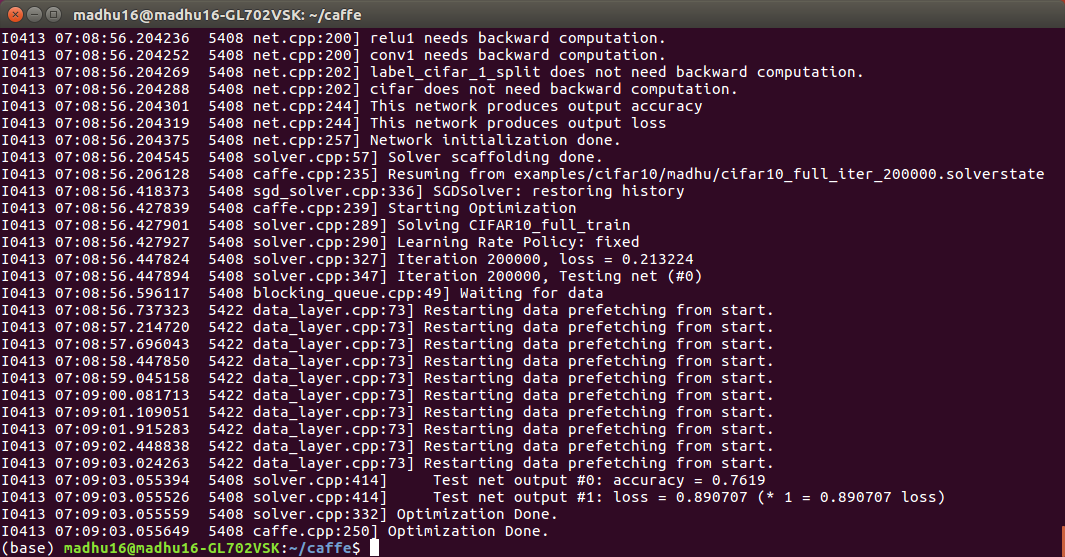 madhu16@madhu16-GL702VSK: ~/caffe
I0413 07:08:56.204236  5408 net.cpp:200] relu1 needs backward computation.
I0413 07:08:56.204252  5408 net.cpp:200] conv1 needs backward computation.
I0413 07:08:56.204269  5408 net.cpp:202] label_cifar_1_split does not need backward computation.
I0413 07:08:56.204288  5408 net.cpp:202] cifar does not need backward computation.
I0413 07:08:56.204301  5408 net.cpp:244] This network produces output accuracy
I0413 07:08:56.204319  5408 net.cpp:244] This network produces output loss
I0413 07:08:56.204375  5408 net.cpp:257] Network initialization done.
I0413 07:08:56.204545  5408 solver.cpp:57] Solver scaffolding done.
I0413 07:08:56.206128  5408 caffe.cpp:235] Resuming from examples/cifar10/madhu/cifar10_full_iter_200000.solverstate
I0413 07:08:56.418373  5408 sgd_solver.cpp:336] SGDSolver: restoring history
I0413 07:08:56.427839  5408 caffe.cpp:239] Starting Optimization
I0413 07:08:56.427901  5408 solver.cpp:289] Solving CIFAR10_full_train
I0413 07:08:56.427927  5408 solver.cpp:290] Learning Rate Policy: fixed
I0413 07:08:56.447824  5408 solver.cpp:327] Iteration 200000, loss = 0.213224
I0413 07:08:56.447894  5408 solver.cpp:347] Iteration 200000, Testing net (#0)
I0413 07:08:56.596117  5408 blocking_queue.cpp:49] Waiting for data
I0413 07:08:56.737323  5422 data_layer.cpp:73] Restarting data prefetching from start.
I0413 07:08:57.214720  5422 data_layer.cpp:73] Restarting data prefetching from start.
I0413 07:08:57.696043  5422 data_layer.cpp:73] Restarting data prefetching from start.
I0413 07:08:58.447850  5422 data_layer.cpp:73] Restarting data prefetching from start.
I0413 07:08:59.045158  5422 data_layer.cpp:73] Restarting data prefetching from start.
I0413 07:09:00.081713  5422 data_layer.cpp:73] Restarting data prefetching from start.
I0413 07:09:01.109051  5422 data_layer.cpp:73] Restarting data prefetching from start.
I0413 07:09:01.915283  5422 data_layer.cpp:73] Restarting data prefetching from start.
I0413 07:09:02.448838  5422 data_layer.cpp:73] Restarting data prefetching from start.
I0413 07:09:03.024263  5422 data_layer.cpp:73] Restarting data prefetching from start.
I0413 07:09:03.055394  5408 solver.cpp:414]     Test net output #0: accuracy = 0.7619
I0413 07:09:03.055526  5408 solver.cpp:414]     Test net output #1: loss = 0.890707 (* 1 = 0.890707 loss)
I0413 07:09:03.055559  5408 solver.cpp:332] Optimization Done.
I0413 07:09:03.055649  5408 caffe.cpp:250] Optimization Done.
(base) madhu16@madhu16-GL702VSK:~/caffe$